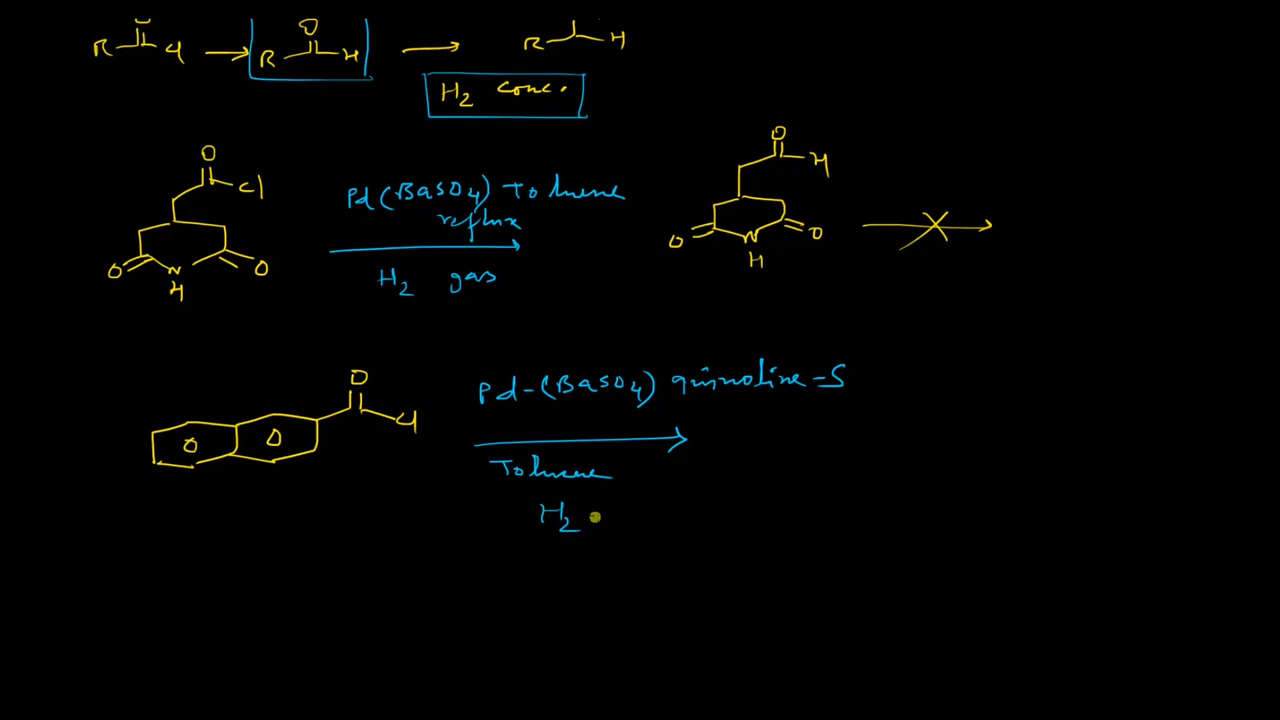 R O Cl → R O H → R H
H2 conc.
O Cl O O N H
Pd(BaSO4) Toluene
reflux
H2 gas
O H O O N H
O Cl
Pd-(BaSO4) quinoline-S
Toluene
H2